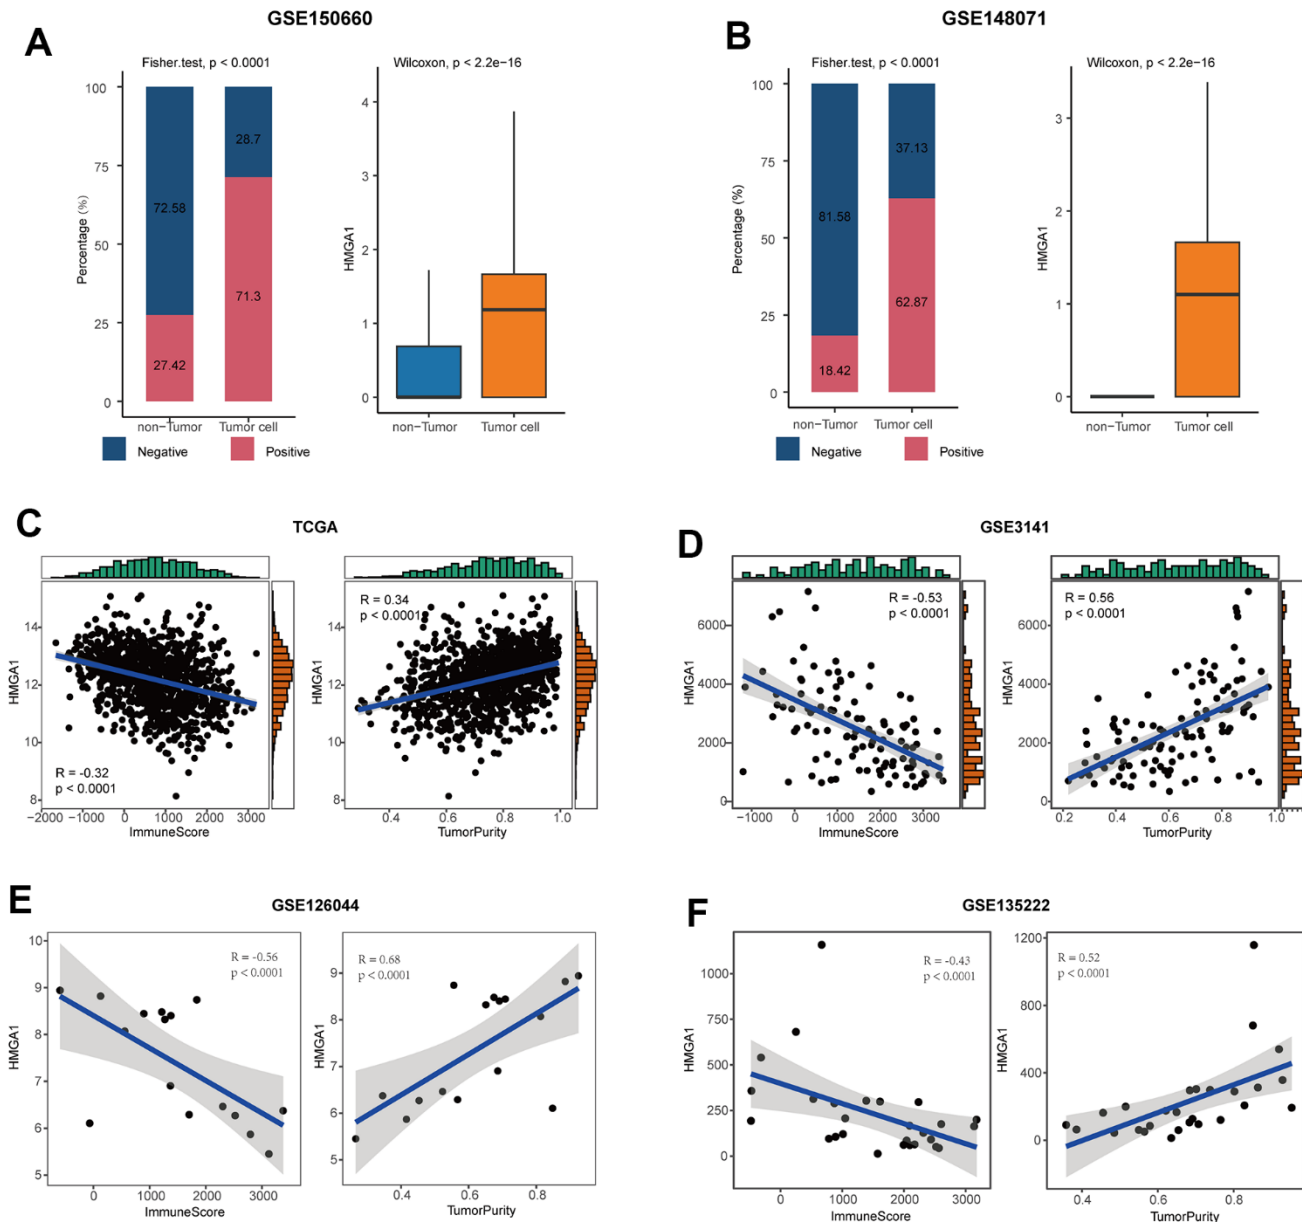 GSE150660
GSE148071
A
Fisher.test, p < 0.0001
Wilcoxon, p < 2.2e−16
Percentage (%)
100
75
50
25
0
72.58
27.42
28.7
71.3
non−Tumor
Tumor cell
Negative
Positive
HMGA1
4
3
2
1
0
non−Tumor
Tumor cell
B
Fisher.test, p < 0.0001
Wilcoxon, p < 2.2e−16
Percentage (%)
100
75
50
25
0
81.58
18.42
37.13
62.87
non−Tumor
Tumor cell
Negative
Positive
HMGA1
3
2
1
0
non−Tumor
Tumor cell
C
TCGA
HMGA1
14
12
10
8
R = -0.32
p < 0.0001
−2000 −1000 0 1000 2000 3000
ImmuneScore
HMGA1
14
12
10
8
R = 0.34
p < 0.0001
0.4 0.6 0.8 1.0
TumorPurity
D
GSE3141
HMGA1
6000
4000
2000
0
R = -0.53
p < 0.0001
−1000 0 1000 2000 3000
ImmuneScore
HMGA1
6000
4000
2000
0
R = 0.56
p < 0.0001
0.2 0.4 0.6 0.8 1.0
TumorPurity
E
GSE126044
HMGA1
10
9
8
7
6
5
R = -0.56
p < 0.0001
0 1000 2000 3000
ImmuneScore
HMGA1
9
8
7
6
5
R = 0.68
p < 0.0001
0.4 0.6 0.8
TumorPurity
F
GSE135222
HMGA1
1000
750
500
250
0
R = -0.43
p < 0.0001
0 1000 2000 3000
ImmuneScore
HMGA1
1200
800
400
0
R = 0.52
p < 0.0001
0.4 0.6 0.8
TumorPurity